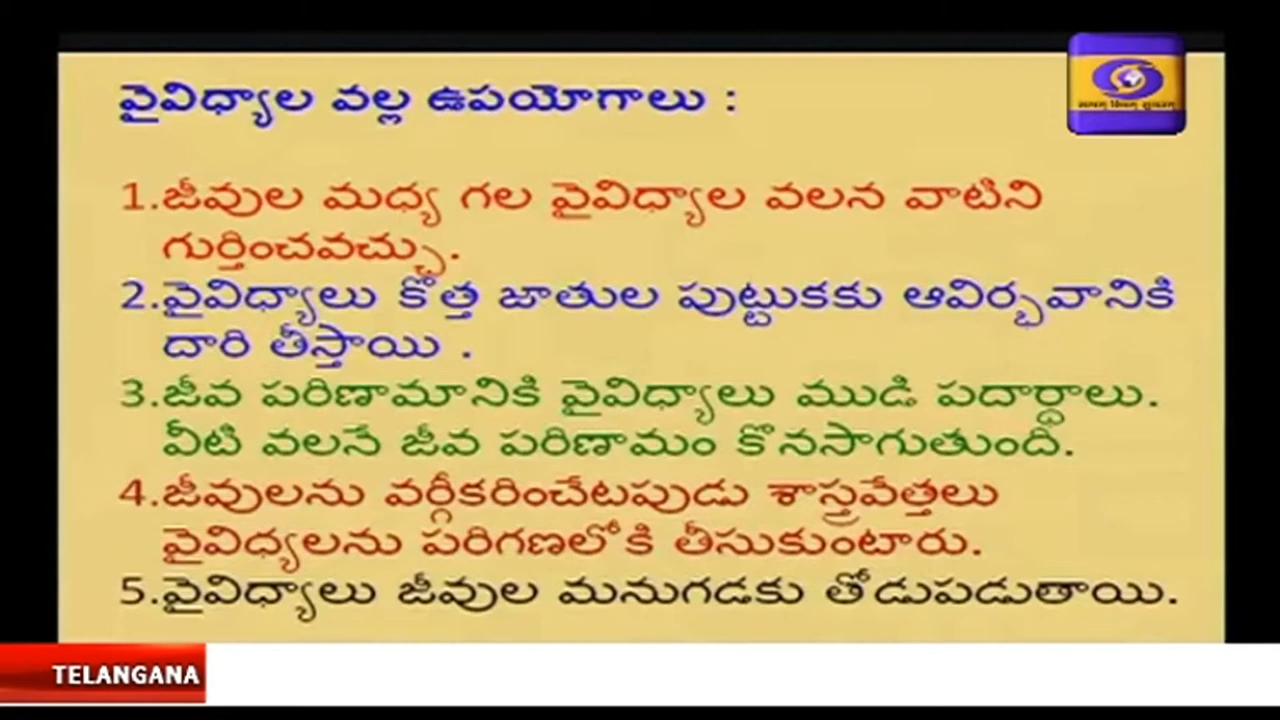 వైవిధ్యాల వల్ల ఉపయోగాలు :
1.జీవుల మధ్య గల వైవిధ్యాల వలన వాటిని
గుర్తించవచ్చు.
2.వైవిధ్యాలు కొత్త జాతుల పుట్టుకకు ఆవిర్భవానికి
దారి తీస్తాయి .
3.జీవ పరిణామానికి వైవిధ్యాలు ముడి పదార్థాలు.
వీటి వలనే జీవ పరిణామం కొనసాగుతుంది.
4.జీవులను వర్గీకరించేటపుడు శాస్త్రవేత్తలు
వైవిధ్యలను పరిగణలోకి తీసుకుంటారు.
5.వైవిధ్యాలు జీవుల మనుగడకు తోడుపడుతాయి.
TELANGANA